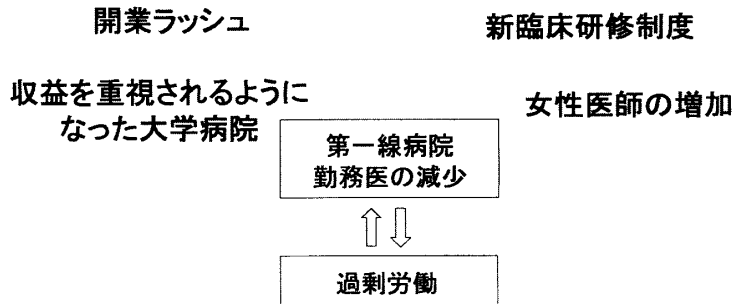 開業ラッシュ
新臨床研修制度
収益を重視されるように
なった大学病院
女性医師の増加
第一線病院
勤務医の減少
過剰労働